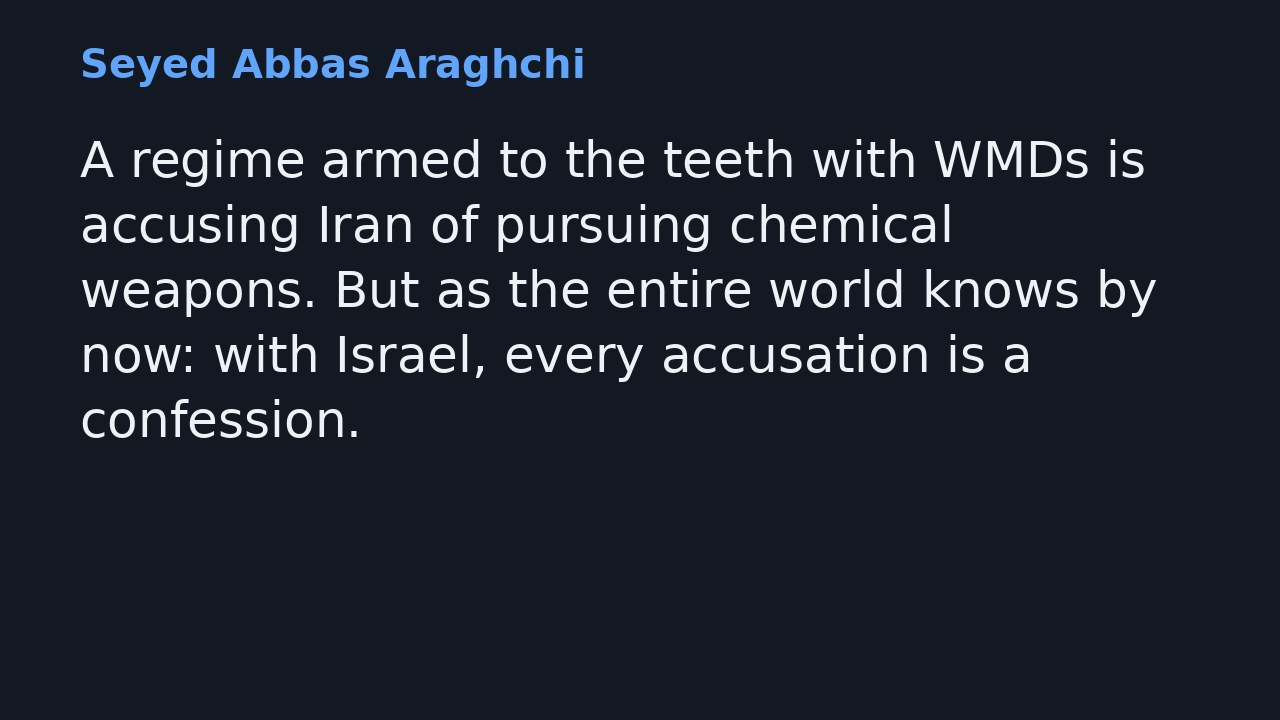 Seyed Abbas Araghchi
A regime armed to the teeth with WMDs is
accusing Iran of pursuing chemical
weapons. But as the entire world knows by
now: with Israel, every accusation is a
confession.